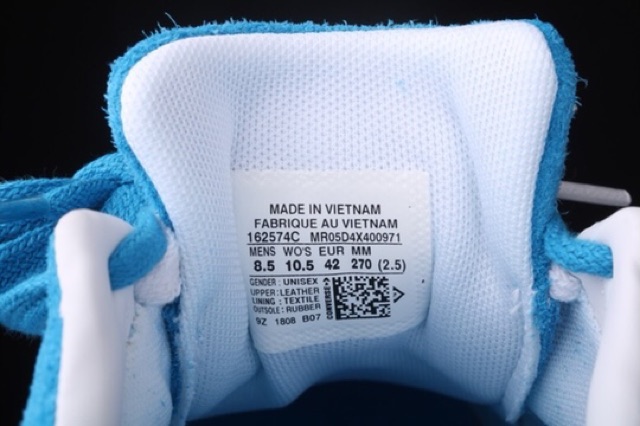 MADE IN VIETNAM
FABRIQUE AU VIETNAM
162574C MR05D4X400971
MENS WO'S EUR MM
8.5 10.5 42 270 (2.5)
GENDER: UNISEX
UPPER: LEATHER
LINING: TEXTILE
OUTSOLE: RUBBER
CONVERSE
9Z 1808 B07